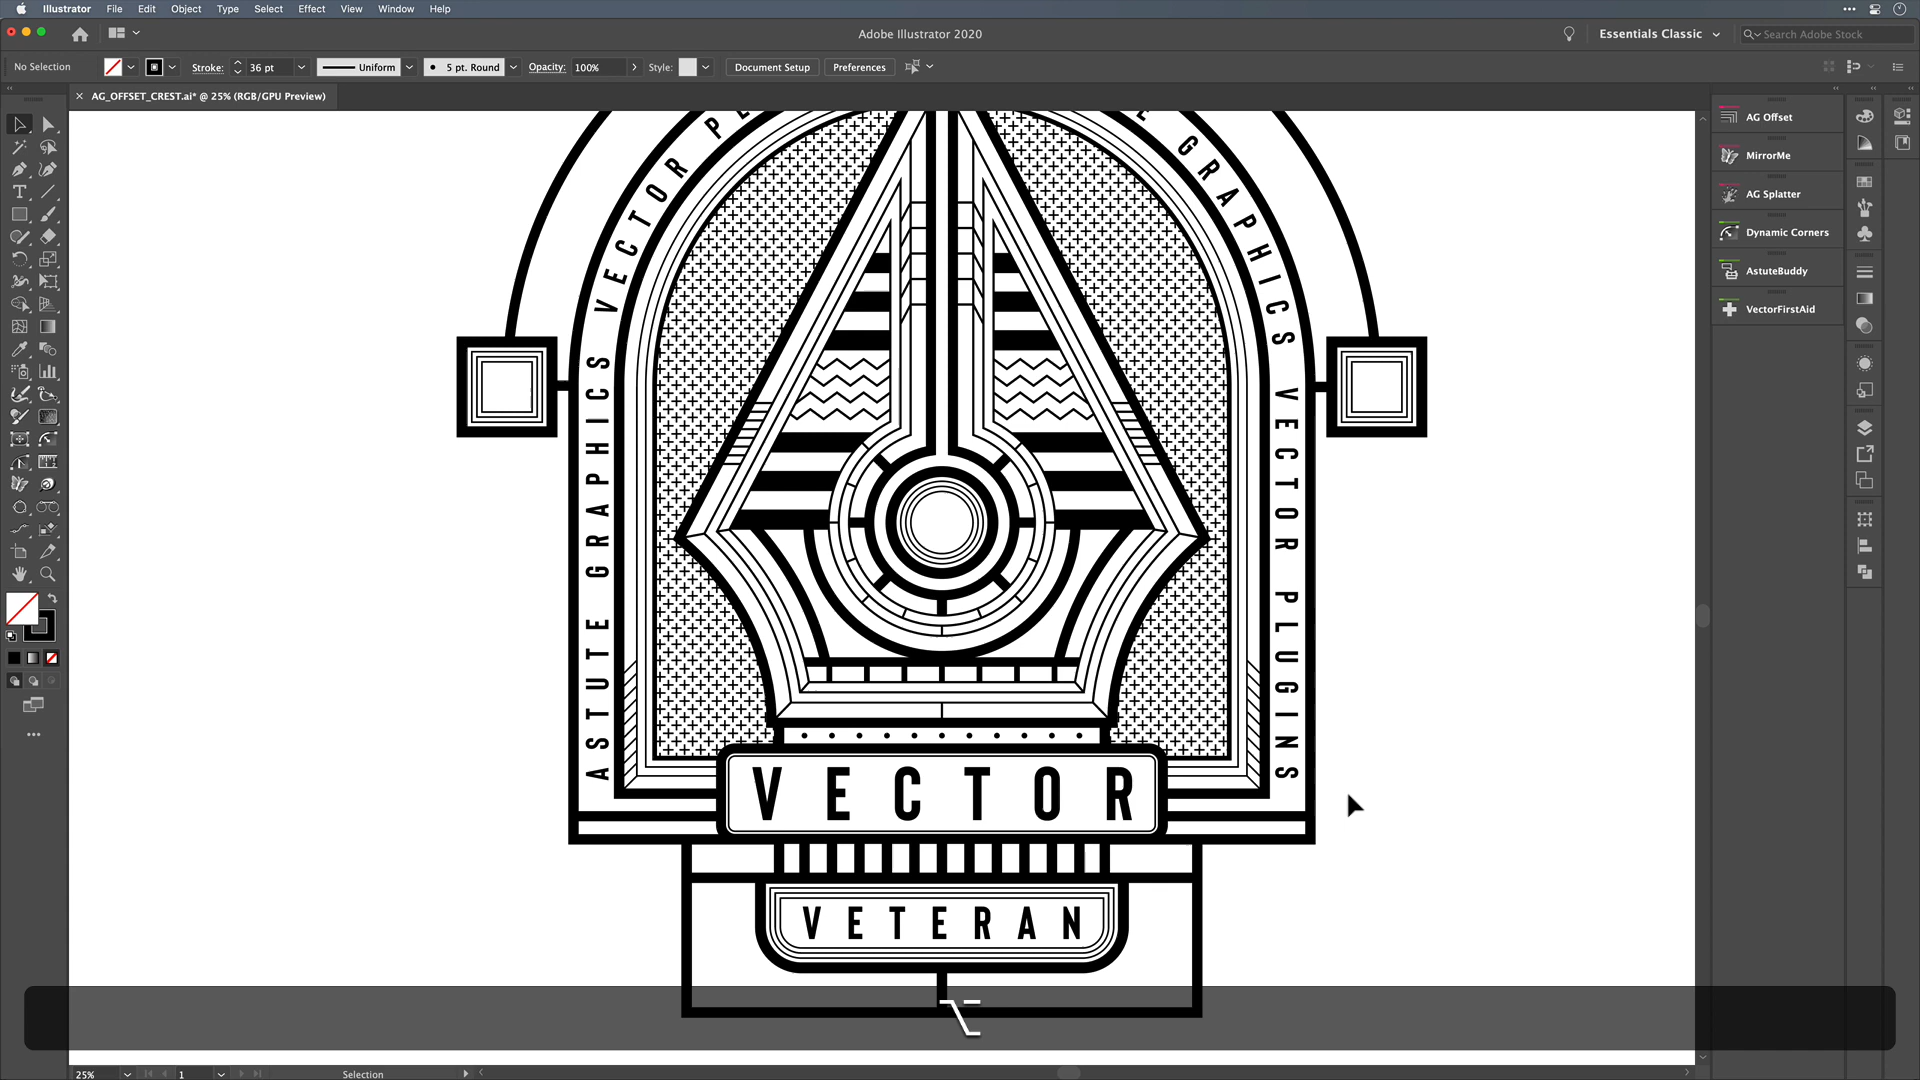 Illustrator File Edit Object Type Select Effect View Window Help
Adobe Illustrator 2020
Essentials Classic
Search Adobe Stock
No Selection
Stroke: 36 pt
Uniform
5 pt. Round
Opacity: 100%
Style:
Document Setup
Preferences
AG_OFFSET_CREST.ai* @ 25% (RGB/GPU Preview)
AG Offset
MirrorMe
AG Splatter
Dynamic Corners
AstuteBuddy
VectorFirstAid
ASTUTE GRAPHICS VECTOR
GRAPHICS VECTOR PLUGINS
VECTOR
VETERAN
⌥
25%
1
Selection